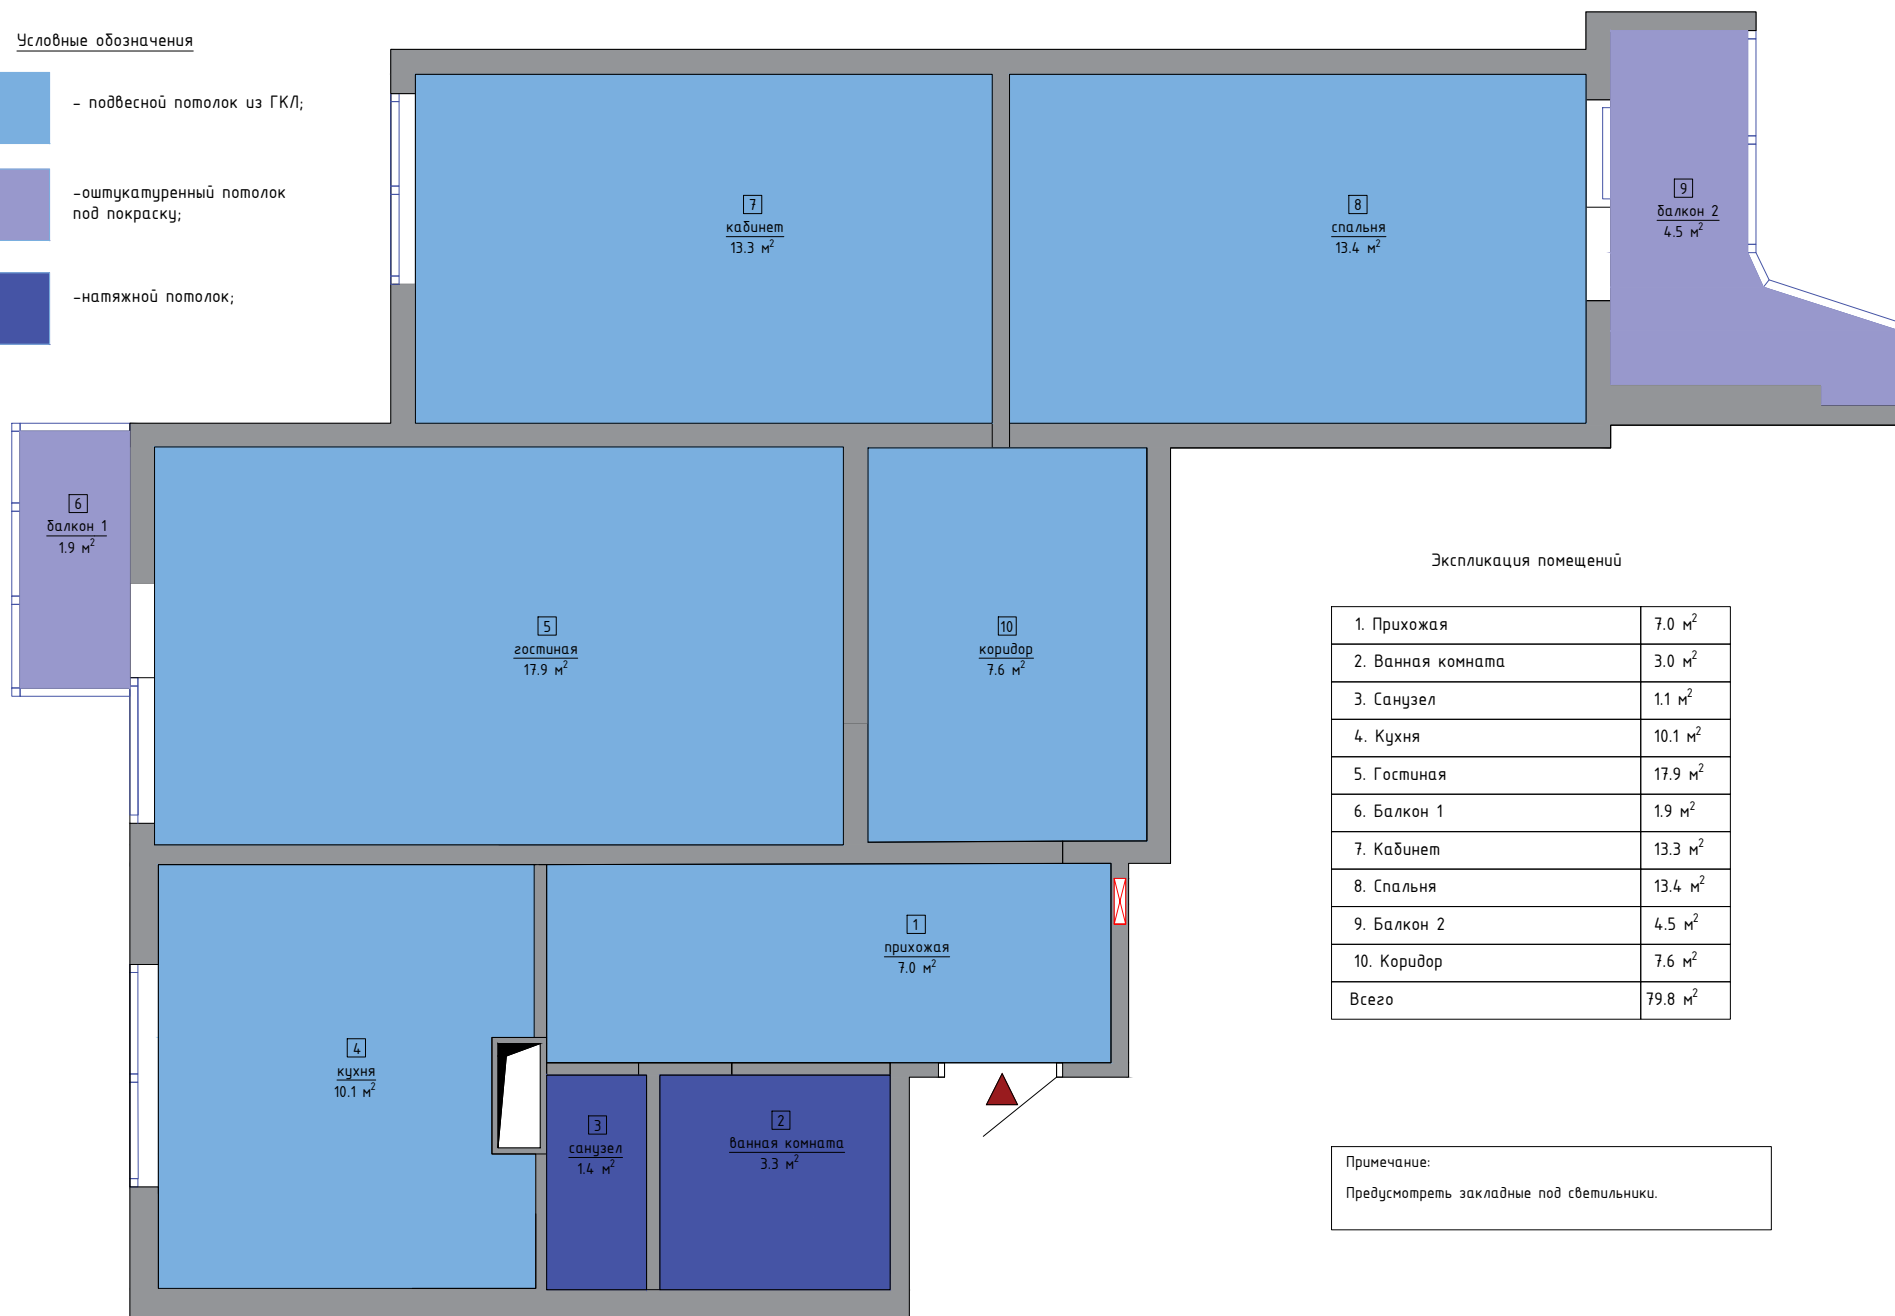 Условные обозначения
- подвесной потолок из ГКЛ;
-оштукатуренный потолок
под покраску;
-натяжной потолок;
7
кабинет
13.3 м²
8
спальня
13.4 м²
9
балкон 2
4.5 м²
6
балкон 1
1.9 м²
5
гостиная
17.9 м²
10
коридор
7.6 м²
1
прихожая
7.0 м²
4
кухня
10.1 м²
3
санузел
1.4 м²
2
ванная комната
3.3 м²
Экспликация помещений
1. Прихожая 7.0 м²
2. Ванная комната 3.0 м²
3. Санузел 1.1 м²
4. Кухня 10.1 м²
5. Гостиная 17.9 м²
6. Балкон 1 1.9 м²
7. Кабинет 13.3 м²
8. Спальня 13.4 м²
9. Балкон 2 4.5 м²
10. Коридор 7.6 м²
Всего 79.8 м²
Примечание:
Предусмотреть закладные под светильники.